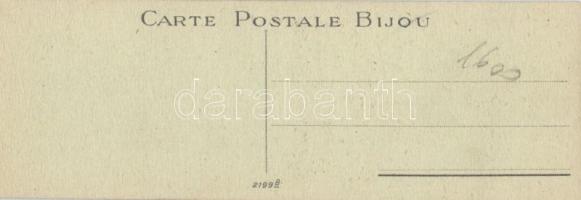 CARTE POSTALE BIJOU
1600
darabanth
2199